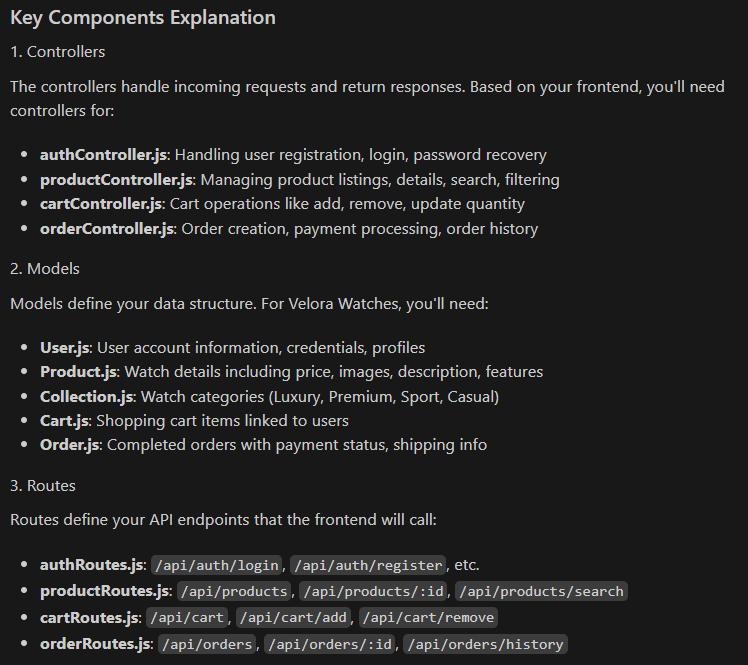 Key Components Explanation
1. Controllers
The controllers handle incoming requests and return responses. Based on your frontend, you'll need
controllers for:
• authController.js: Handling user registration, login, password recovery
• productController.js: Managing product listings, details, search, filtering
• cartController.js: Cart operations like add, remove, update quantity
• orderController.js: Order creation, payment processing, order history
2. Models
Models define your data structure. For Velora Watches, you'll need:
• User.js: User account information, credentials, profiles
• Product.js: Watch details including price, images, description, features
• Collection.js: Watch categories (Luxury, Premium, Sport, Casual)
• Cart.js: Shopping cart items linked to users
• Order.js: Completed orders with payment status, shipping info
3. Routes
Routes define your API endpoints that the frontend will call:
• authRoutes.js: /api/auth/login, /api/auth/register, etc.
• productRoutes.js: /api/products, /api/products/:id, /api/products/search
• cartRoutes.js: /api/cart, /api/cart/add, /api/cart/remove
• orderRoutes.js: /api/orders, /api/orders/:id, /api/orders/history